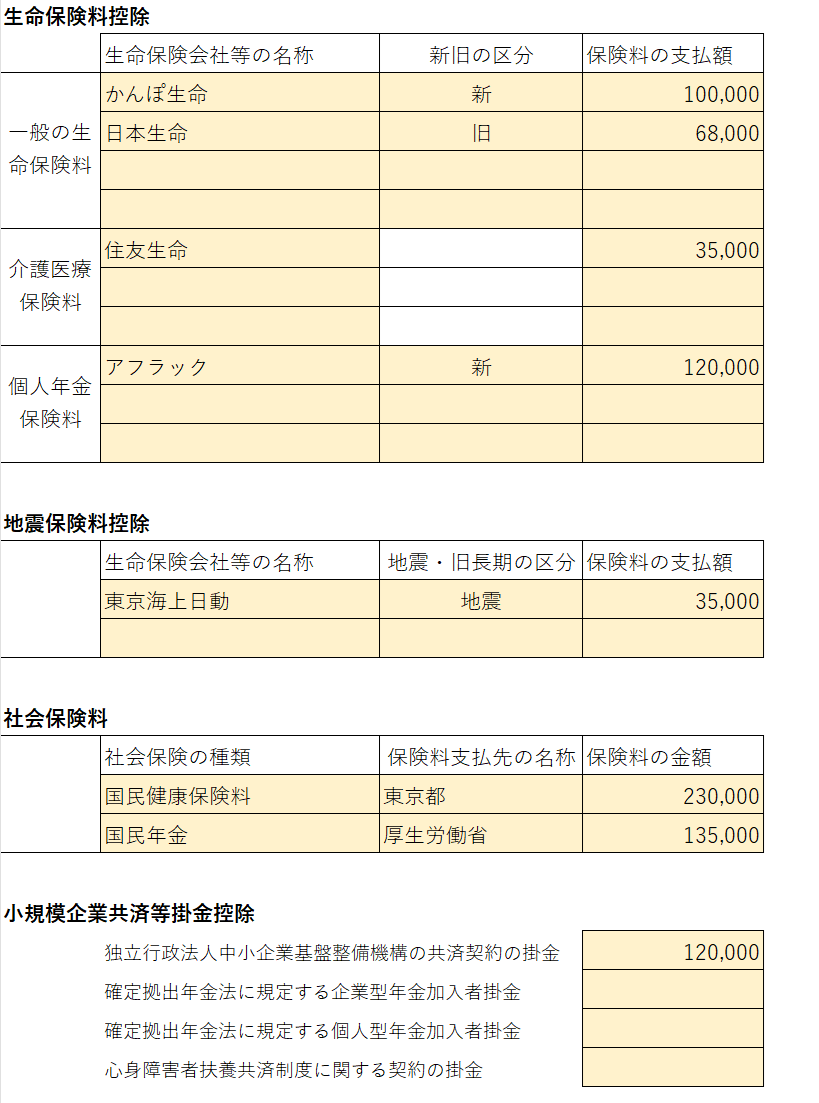 生命保険料控除
生命保険会社等の名称 新旧の区分 保険料の支払額
一般の生命保険料
かんぽ生命 新 100,000
日本生命 旧 68,000
介護医療保険料
住友生命 35,000
個人年金保険料
アフラック 新 120,000
地震保険料控除
生命保険会社等の名称 地震・旧長期の区分 保険料の支払額
東京海上日動 地震 35,000
社会保険料
社会保険の種類 保険料支払先の名称 保険料の金額
国民健康保険料 東京都 230,000
国民年金 厚生労働省 135,000
小規模企業共済等掛金控除
独立行政法人中小企業基盤整備機構の共済契約の掛金 120,000
確定拠出年金法に規定する企業型年金加入者掛金
確定拠出年金法に規定する個人型年金加入者掛金
心身障害者扶養共済制度に関する契約の掛金